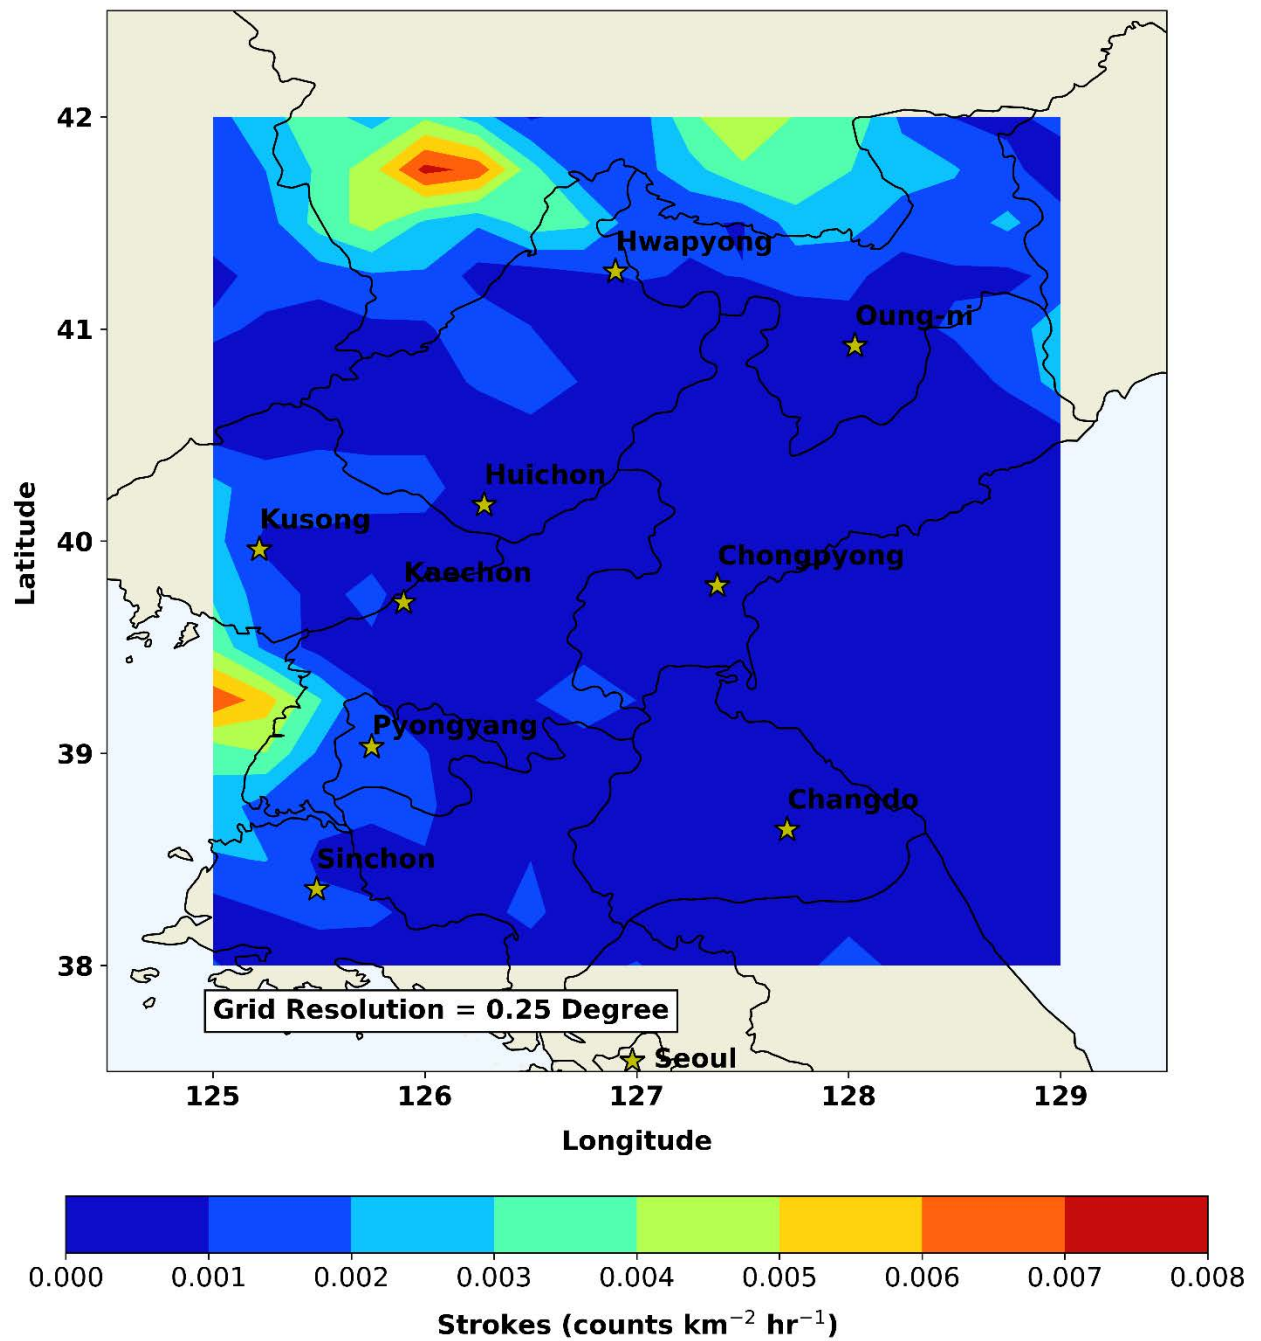 42
Hwapyong
Oung-ni
41
Huichon
Kusong
40
Chongpyong
Kaechon
Latitude
Pyongyang
39
Changdo
Sinchon
38
Grid Resolution = 0.25 Degree
Seoul
125 126 127 128 129
Longitude
0.000 0.001 0.002 0.003 0.004 0.005 0.006 0.007 0.008
Strokes (counts km⁻² hr⁻¹)